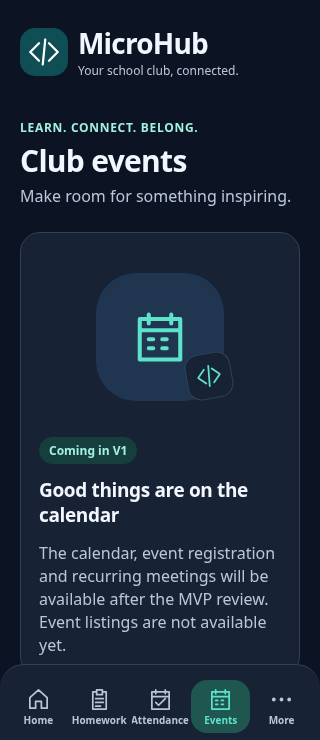 MicroHub
Your school club, connected.
LEARN. CONNECT. BELONG.
Club events
Make room for something inspiring.
Coming in V1
Good things are on the
calendar
The calendar, event registration
and recurring meetings will be
available after the MVP review.
Event listings are not available
yet.
Home Homework Attendance Events More